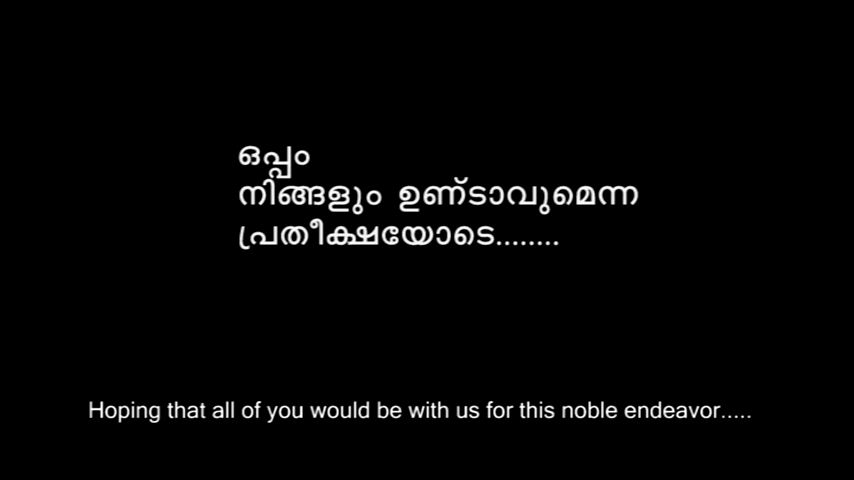 ഒപ്പം
നിങ്ങളും ഉണ്ടാവുമെന്ന
പ്രതീക്ഷയോടെ........
Hoping that all of you would be with us for this noble endeavor.....